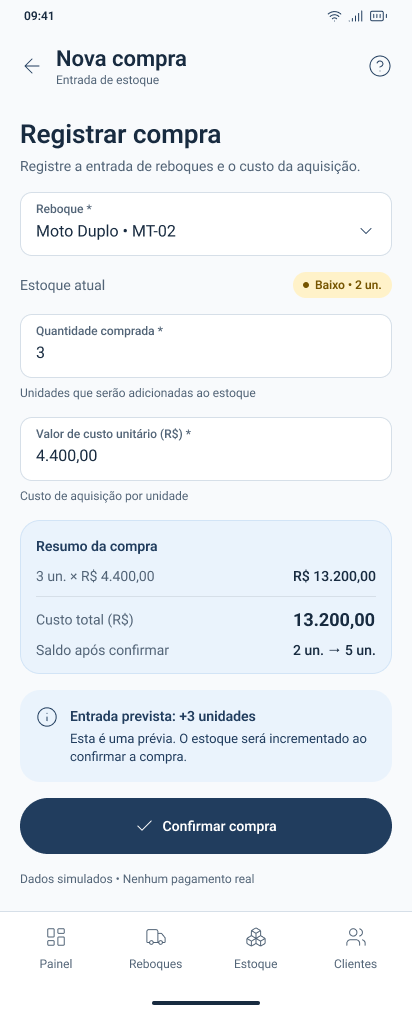 09:41
Nova compra
Entrada de estoque
Registrar compra
Registre a entrada de reboques e o custo da aquisição.
Reboque *
Moto Duplo • MT-02
Estoque atual
Baixo • 2 un.
Quantidade comprada *
3
Unidades que serão adicionadas ao estoque
Valor de custo unitário (R$) *
4.400,00
Custo de aquisição por unidade
Resumo da compra
3 un. × R$ 4.400,00 R$ 13.200,00
Custo total (R$) 13.200,00
Saldo após confirmar 2 un. → 5 un.
Entrada prevista: +3 unidades
Esta é uma prévia. O estoque será incrementado ao
confirmar a compra.
Confirmar compra
Dados simulados • Nenhum pagamento real
Painel Reboques Estoque Clientes